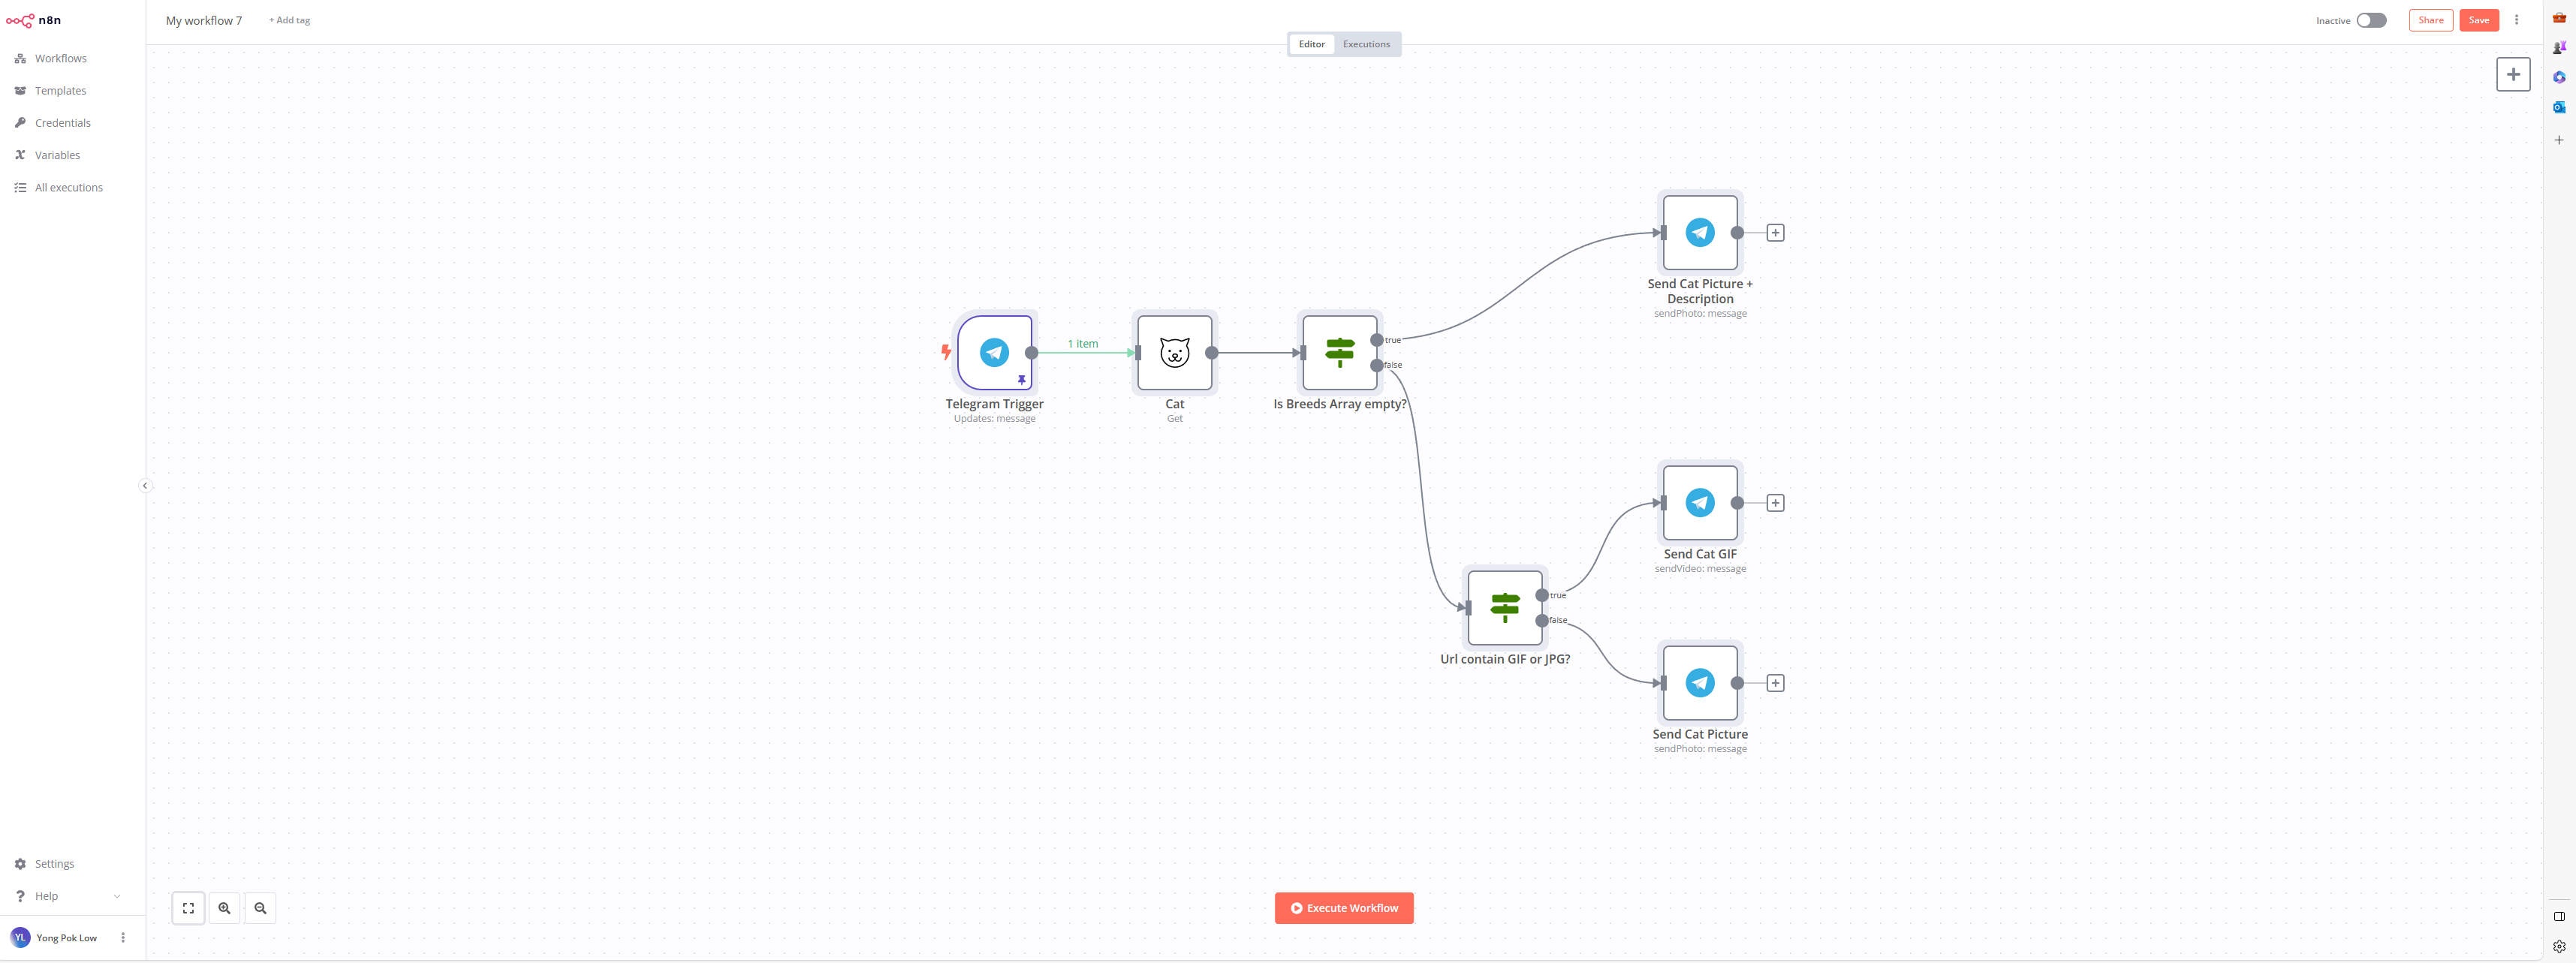 n8n
My workflow 7
+ Add tag
Inactive
Share
Save
Editor
Executions
Workflows
Templates
Credentials
Variables
All executions
Send Cat Picture +
Description
sendPhoto: message
1 item
true
false
Telegram Trigger
Updates: message
Cat
Get
Is Breeds Array empty?
Send Cat GIF
sendVideo: message
true
false
Url contain GIF or JPG?
Send Cat Picture
sendPhoto: message
Settings
Help
Execute Workflow
YL
Yong Pok Low